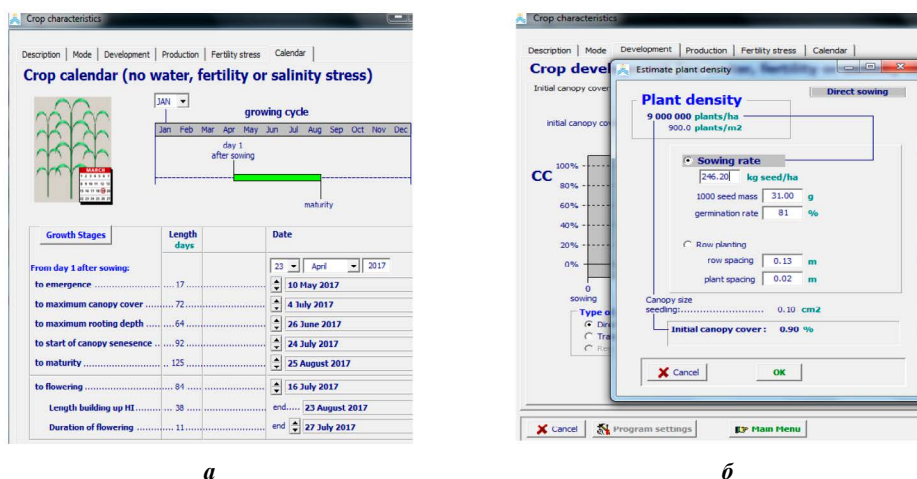 Crop characteristics
Description | Mode | Development | Production | Fertility stress | Calendar
Crop calendar (no water, fertility or salinity stress)
JAN
growing cycle
Jan Feb Mar Apr May Jun Jul Aug Sep Oct Nov Dec
day 1
after sowing
maturity
MARCH
Growth Stages Length Date
days
From day 1 after sowing: 23 April 2017
to emergence 17 10 May 2017
to maximum canopy cover 72 4 July 2017
to maximum rooting depth 64 26 June 2017
to start of canopy senesence 92 24 July 2017
to maturity 125 25 August 2017
to flowering 84 16 July 2017
Length building up HI 38 end 23 August 2017
Duration of flowering 11 end 27 July 2017
а
Crop characteristics
Description | Mode | Development | Production | Fertility stress | Calendar
Crop devel
Initial canopy cover
initial canopy co
CC
100%
80%
60%
40%
20%
0%
0
sowing
Type o
Dire
Tra
Estimate plant density
Direct sowing
Plant density
9 000 000 plants/ha
900.0 plants/m2
Sowing rate
246.20 kg seed/ha
1000 seed mass 31.00 g
germination rate 81 %
Row planting
row spacing 0.13 m
plant spacing 0.02 m
Canopy size
seedling: 0.10 cm2
Initial canopy cover: 0.90 %
Cancel OK
Cancel Program settings Main Menu
б